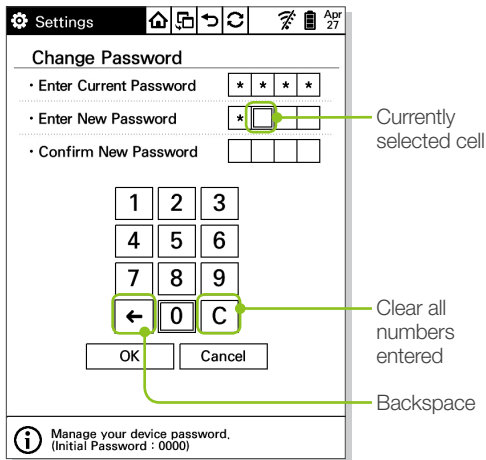 Settings
Apr
27
Change Password
· Enter Current Password * * * *
· Enter New Password *
Currently
selected cell
· Confirm New Password
1 2 3
4 5 6
7 8 9
← 0 C
Clear all
numbers
entered
OK Cancel
Backspace
Manage your device password.
(Initial Password : 0000)